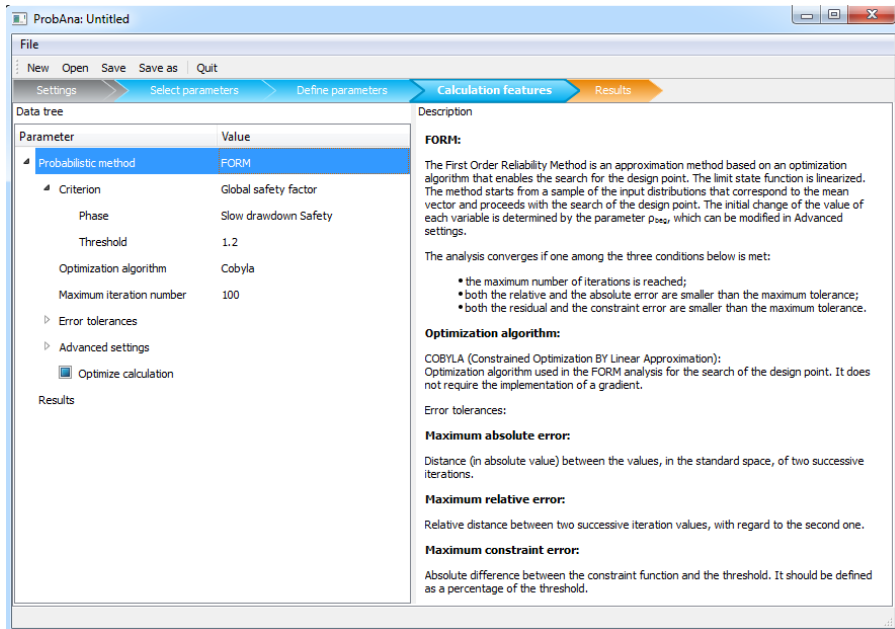 ProbAna: Untitled
File
New Open Save Save as Quit
Settings Select parameters Define parameters Calculation features Results
Data tree
Parameter Value
Probabilistic method FORM
Criterion Global safety factor
Phase Slow drawdown Safety
Threshold 1.2
Optimization algorithm Cobyla
Maximum iteration number 100
Error tolerances
Advanced settings
Optimize calculation
Results
Description
FORM:
The First Order Reliability Method is an approximation method based on an optimization
algorithm that enables the search for the design point. The limit state function is linearized.
The method starts from a sample of the input distributions that correspond to the mean
vector and proceeds with the search of the design point. The initial change of the value of
each variable is determined by the parameter ρbeg, which can be modified in Advanced
settings.
The analysis converges if one among the three conditions below is met:
• the maximum number of iterations is reached;
• both the relative and the absolute error are smaller than the maximum tolerance;
• both the residual and the constraint error are smaller than the maximum tolerance.
Optimization algorithm:
COBYLA (Constrained Optimization BY Linear Approximation):
Optimization algorithm used in the FORM analysis for the search of the design point. It does
not require the implementation of a gradient.
Error tolerances:
Maximum absolute error:
Distance (in absolute value) between the values, in the standard space, of two successive
iterations.
Maximum relative error:
Relative distance between two successive iteration values, with regard to the second one.
Maximum constraint error:
Absolute difference between the constraint function and the threshold. It should be defined
as a percentage of the threshold.